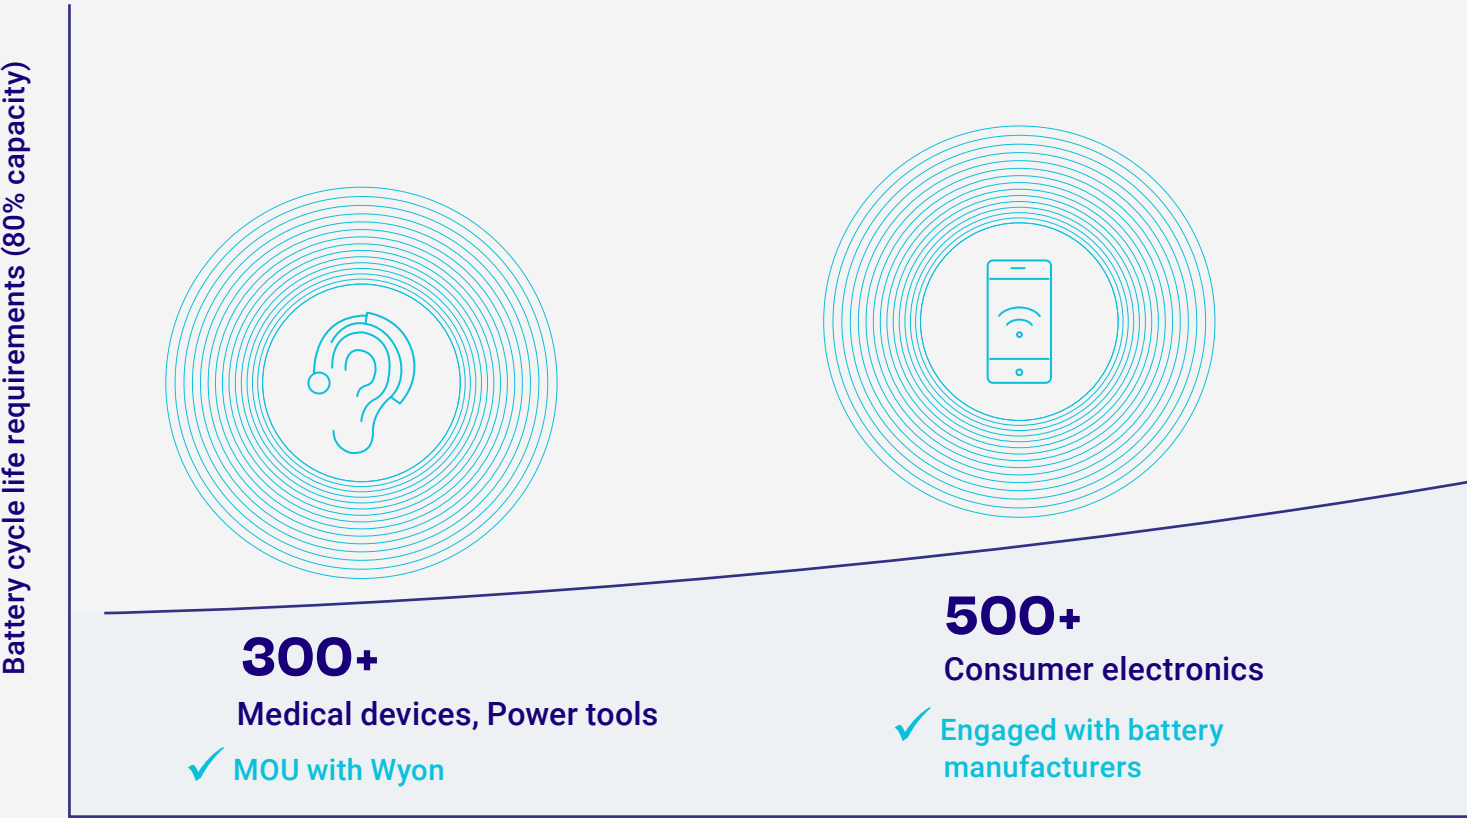 Battery cycle life requirements (80% capacity)
300+
Medical devices, Power tools
MOU with Wyon
500+
Consumer electronics
Engaged with battery
manufacturers